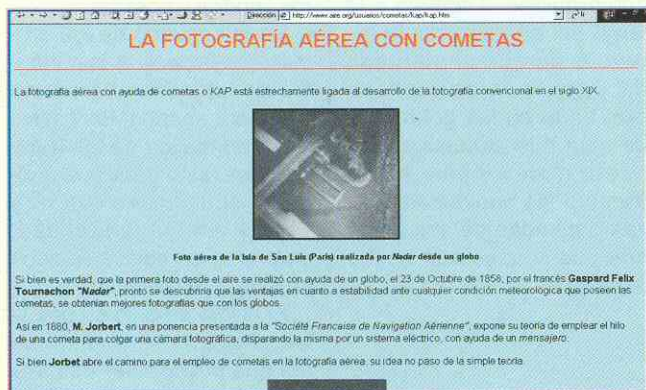 Dirección http://www.aire.org/usuarios/cometas/kap/kap.htm
LA FOTOGRAFÍA AÉREA CON COMETAS
La fotografía aérea con ayuda de cometas o KAP está estrechamente ligada al desarrollo de la fotografía convencional en el siglo XIX.
Foto aérea de la Isla de San Luis (París) realizada por Nadar desde un globo
Si bien es verdad, que la primera foto desde el aire se realizó con ayuda de un globo, el 23 de Octubre de 1858, por el francés Gaspard Felix
Tournachon "Nadar", pronto se descubriría que las ventajas en cuanto a estabilidad ante cualquier condición meteorológica que poseen las
cometas, se obtenían mejores fotografías que con los globos.
Así en 1880, M. Jorbert, en una ponencia presentada a la "Société Francaise de Navigation Aérienne", expone su teoría de emplear el hilo
de una cometa para colgar una cámara fotográfica, disparando la misma por un sistema eléctrico, con ayuda de un mensajero.
Si bien Jorbet abre el camino para el empleo de cometas en la fotografía aérea, su idea no paso de la simple teoría.